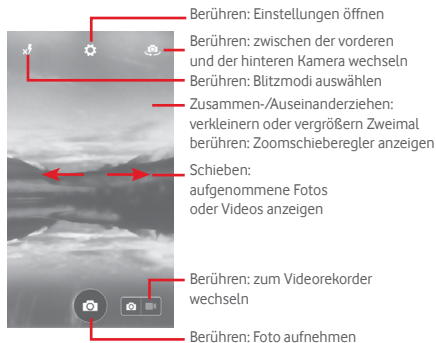 Berühren: Einstellungen öffnen
Berühren: zwischen der vorderen
und der hinteren Kamera wechseln
Berühren: Blitzmodi auswählen
Zusammen-/Auseinanderziehen:
verkleinern oder vergrößern Zweimal
berühren: Zoomschieberegler anzeigen
Schieben:
aufgenommene Fotos
oder Videos anzeigen
Berühren: zum Videorekorder
wechseln
Berühren: Foto aufnehmen